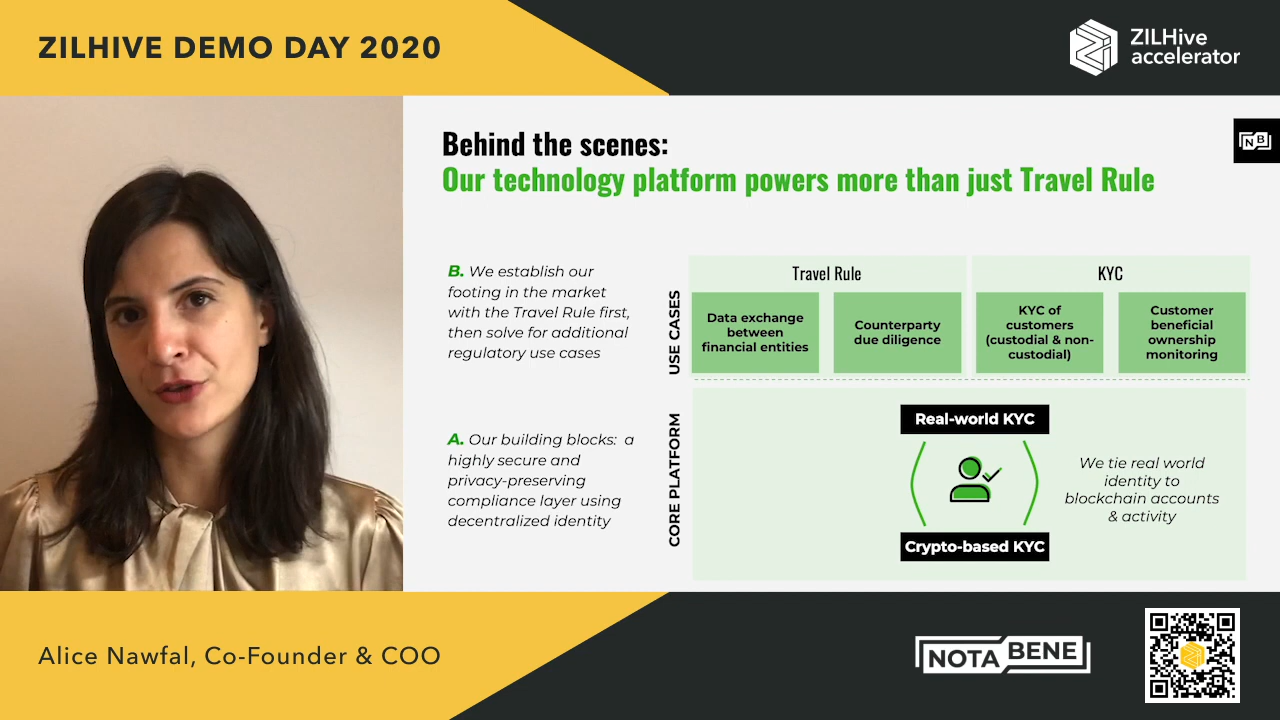 ZILHIVE DEMO DAY 2020
ZILHive
accelerator
Behind the scenes:
Our technology platform powers more than just Travel Rule
NB
B. We establish our
footing in the market
with the Travel Rule first,
then solve for additional
regulatory use cases
USE CASES
Travel Rule
KYC
Data exchange
between
financial entities
Counterparty
due diligence
KYC of
customers
(custodial & non-
custodial)
Customer
beneficial
ownership
monitoring
A. Our building blocks: a
highly secure and
privacy-preserving
compliance layer using
decentralized identity
CORE PLATFORM
Real-world KYC
Crypto-based KYC
We tie real world
identity to
blockchain accounts
& activity
Alice Nawfal, Co-Founder & COO
NOTA BENE